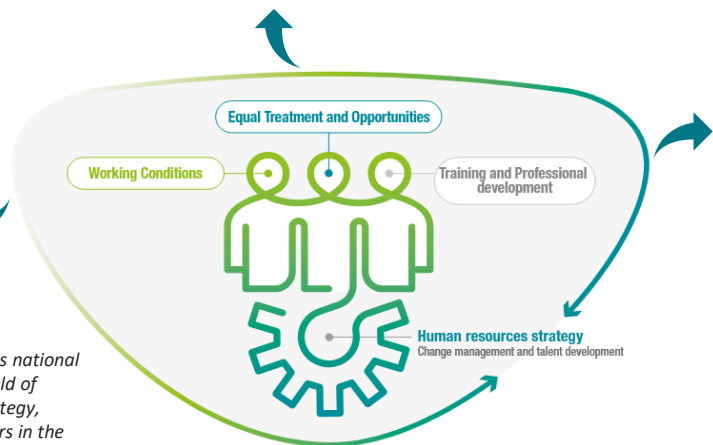 Equal Treatment and Opportunities
Working Conditions
Training and Professional
development
Human resources strategy
Change management and talent development
s national
ld of
tegy,
rs in the